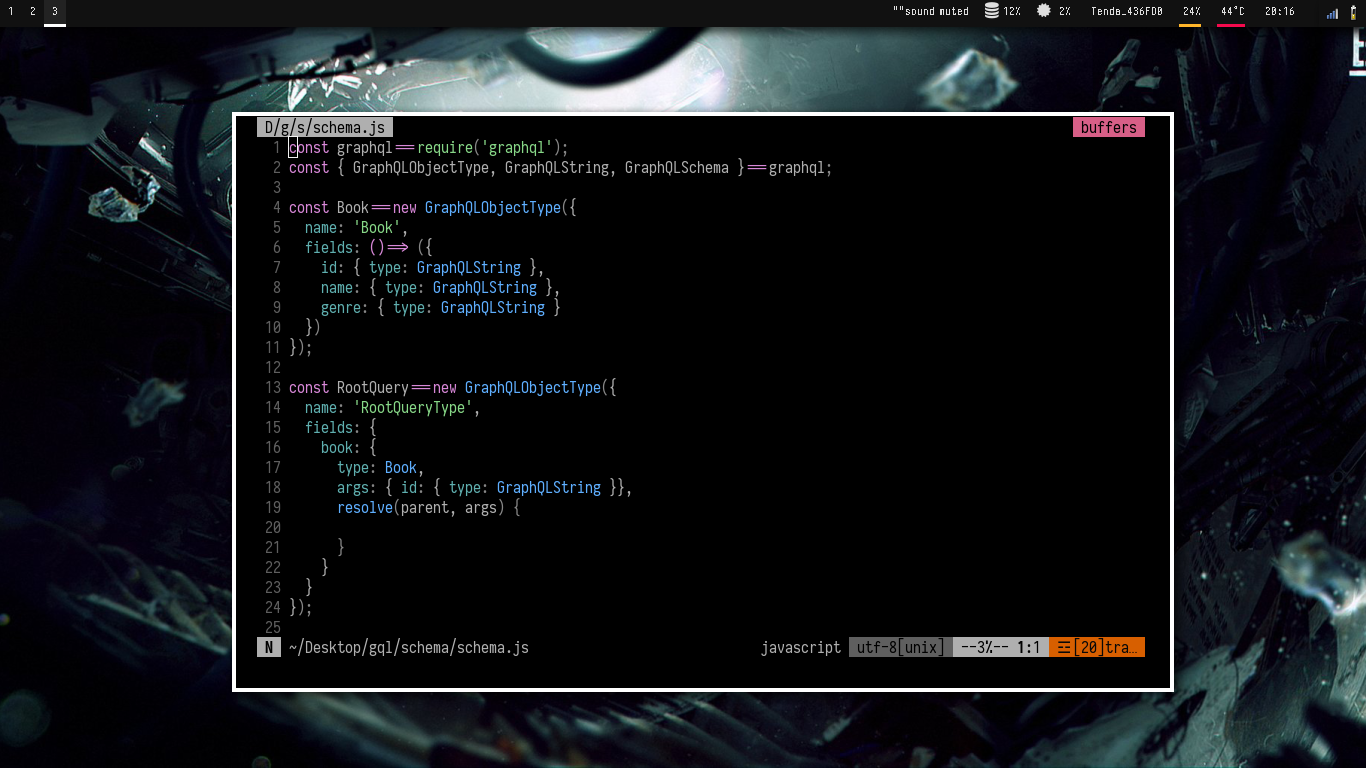 1 2 3 ""sound muted 12% 2% Tenda_436FD0 24% 44°C 20:16
E
D/g/s/schema.js buffers
1 const graphql == require('graphql');
2 const { GraphQLObjectType, GraphQLString, GraphQLSchema } == graphql;
3
4 const Book == new GraphQLObjectType({
5 name: 'Book',
6 fields: () ==> ({
7 id: { type: GraphQLString },
8 name: { type: GraphQLString },
9 genre: { type: GraphQLString }
10 })
11 });
12
13 const RootQuery == new GraphQLObjectType({
14 name: 'RootQueryType',
15 fields: {
16 book: {
17 type: Book,
18 args: { id: { type: GraphQLString }},
19 resolve(parent, args) {
20
21 }
22 }
23 }
24 });
25
N ~/Desktop/gql/schema/schema.js javascript utf-8[unix] --3%-- 1:1 ☲[20]tra…